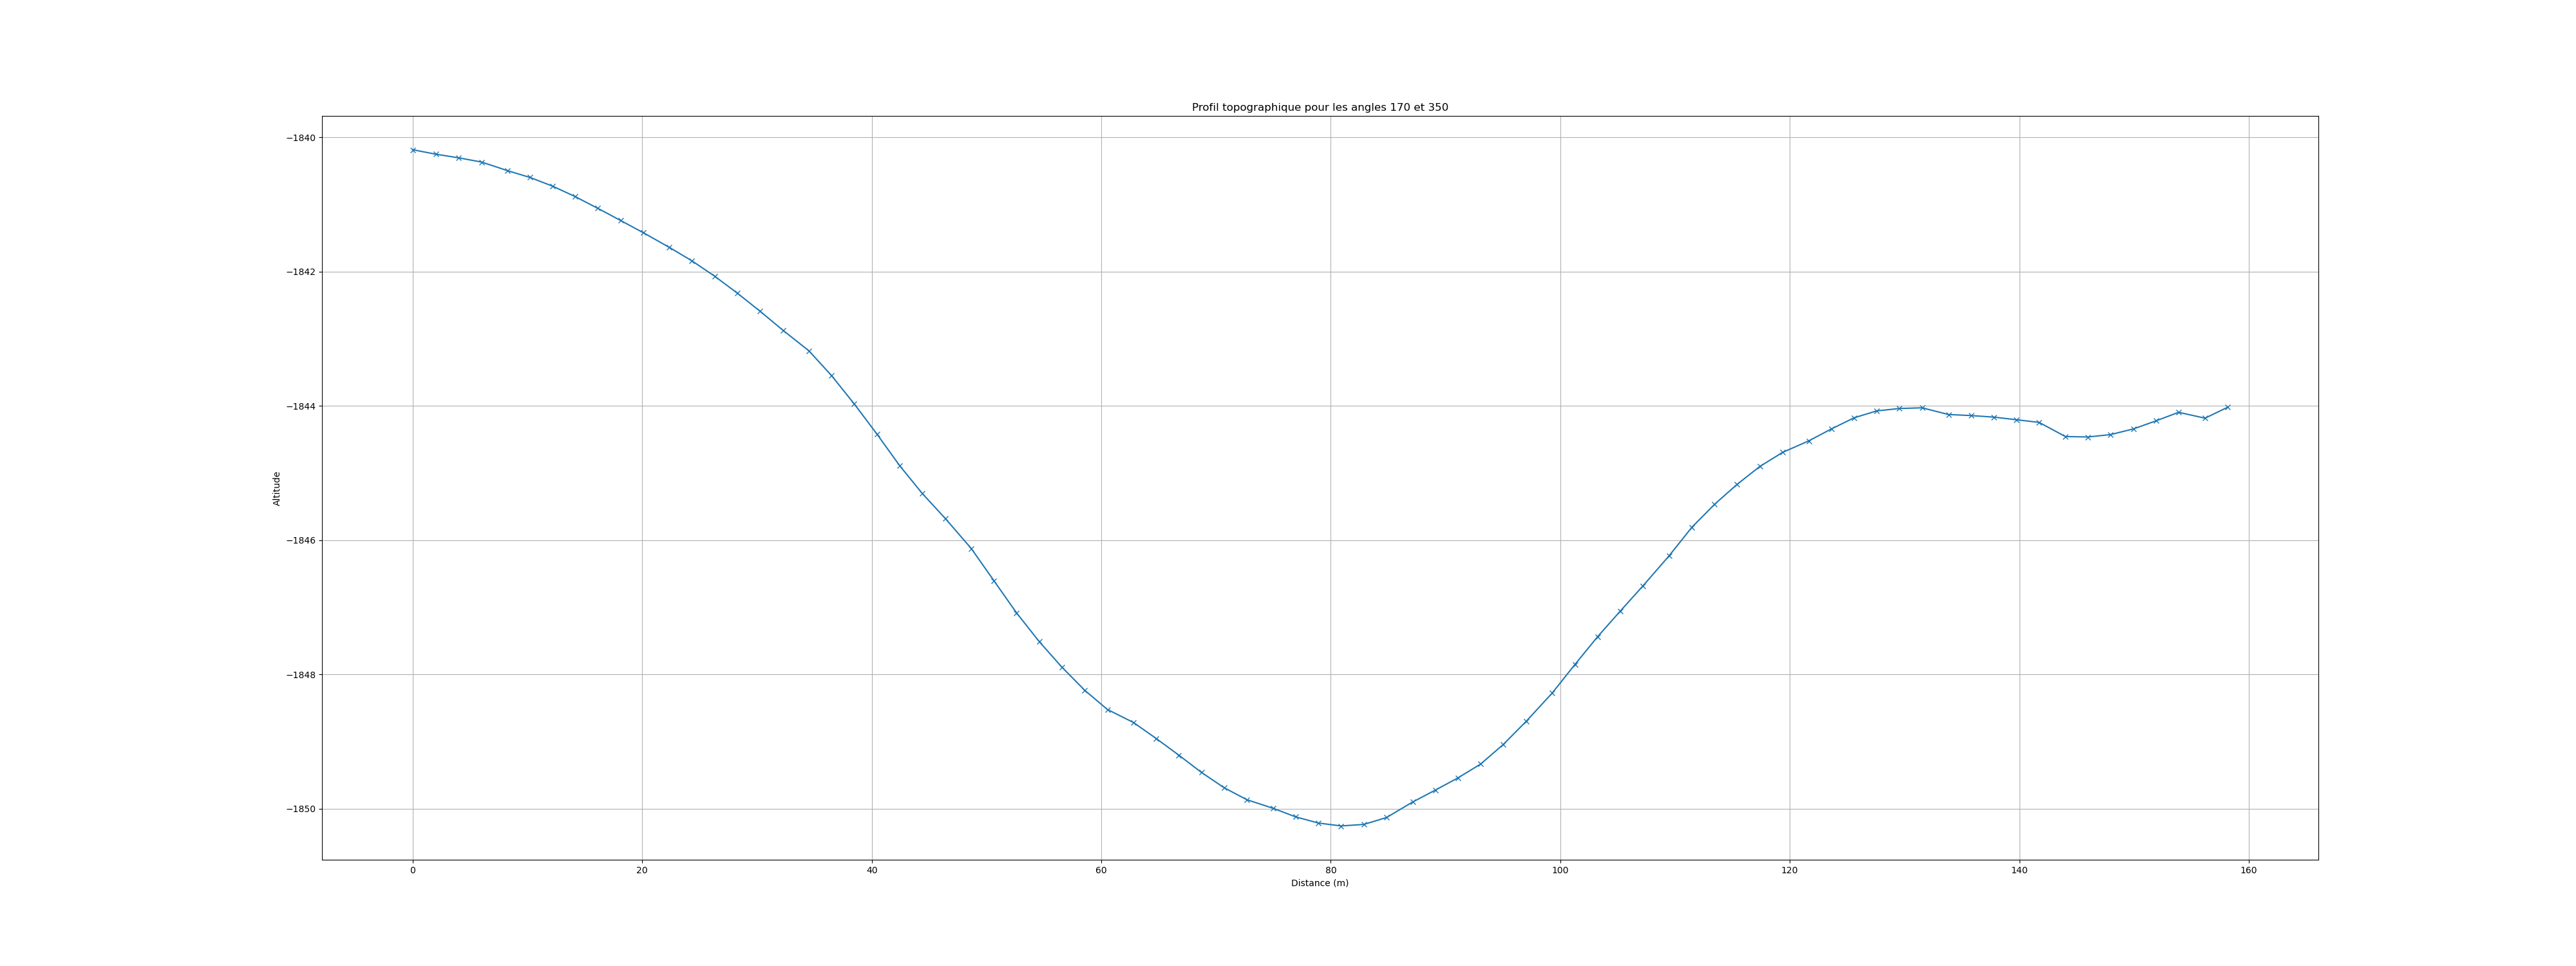 Profil topographique pour les angles 170 et 350
−1840
−1842
−1844
−1846
−1848
−1850
Altitude
0 20 40 60 80 100 120 140 160
Distance (m)